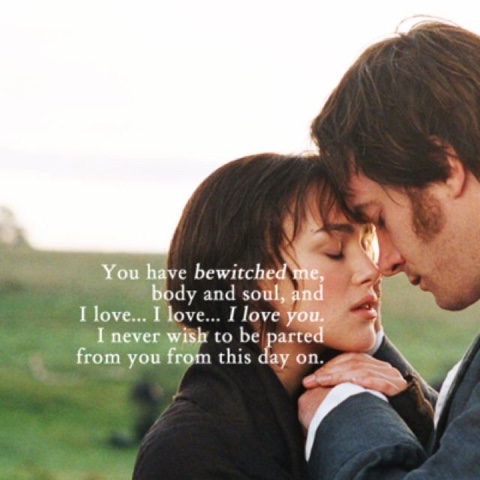 You have bewitched me,
body and soul, and
I love... I love... I love you.
I never wish to be parted
from you from this day on.